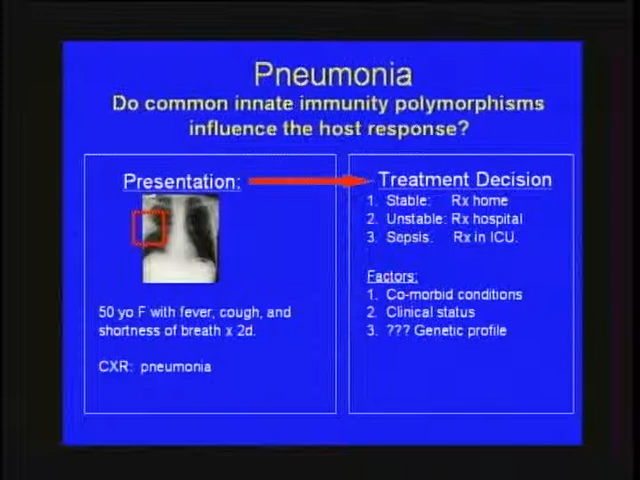 Pneumonia
Do common innate immunity polymorphisms
influence the host response?
Presentation:
50 yo F with fever, cough, and
shortness of breath x 2d.
CXR: pneumonia
Treatment Decision
1. Stable: Rx home
2. Unstable: Rx hospital
3. Sepsis: Rx in ICU.
Factors:
1. Co-morbid conditions
2. Clinical status
3. ??? Genetic profile